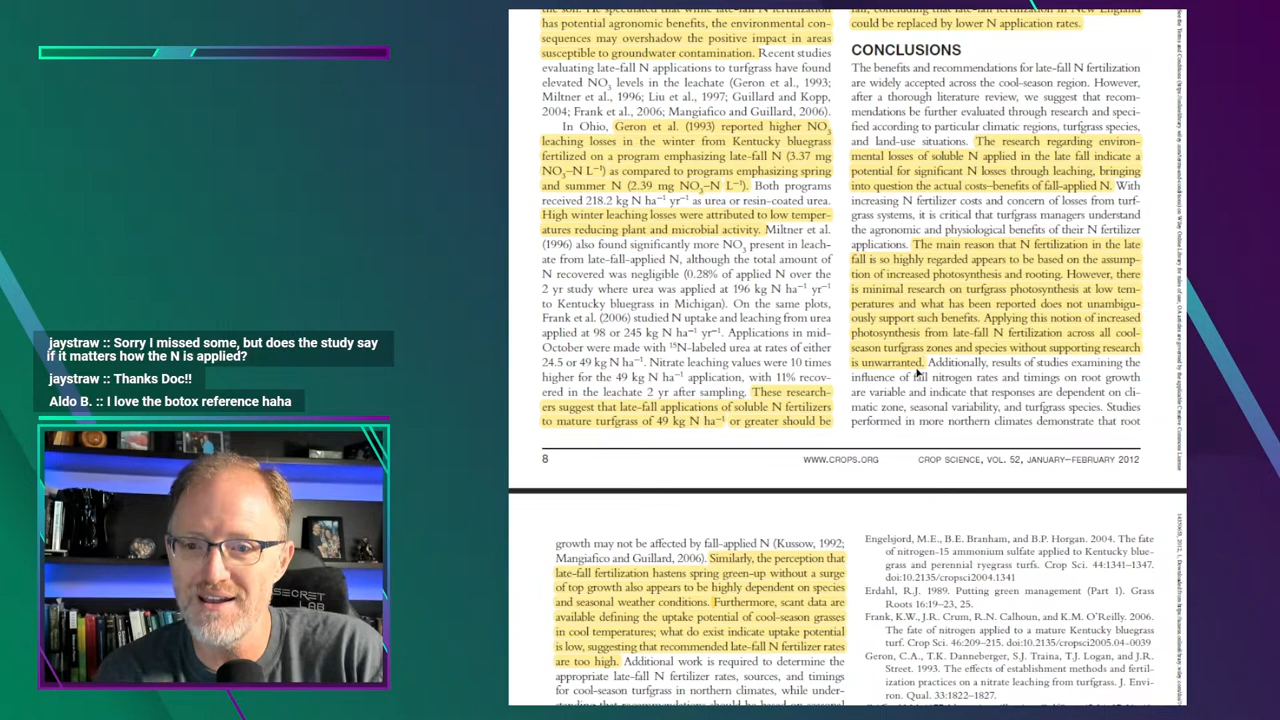 the soil. He speculated that while late-fall N fertilization
has potential agronomic benefits, the environmental con-
sequences may overshadow the positive impact in areas
susceptible to groundwater contamination. Recent studies
evaluating late-fall N applications to turfgrass have found
elevated NO3 levels in the leachate (Geron et al., 1993;
Miltner et al., 1996; Liu et al., 1997; Guillard and Kopp,
2004; Frank et al., 2006; Mangiafico and Guillard, 2006).
In Ohio, Geron et al. (1993) reported higher NO3
leaching losses in the winter from Kentucky bluegrass
fertilized on a program emphasizing late-fall N (3.37 mg
NO3–N L−1) as compared to programs emphasizing spring
and summer N (2.39 mg NO3–N L−1). Both programs
received 218.2 kg N ha−1 yr−1 as urea or resin-coated urea.
High winter leaching losses were attributed to low temper-
atures reducing plant and microbial activity. Miltner et al.
(1996) also found significantly more NO3 present in leach-
ate from late-fall-applied N, although the total amount of
N recovered was negligible (0.28% of applied N over the
2 yr study where urea was applied at 196 kg N ha−1 yr−1
to Kentucky bluegrass in Michigan). On the same plots,
Frank et al. (2006) studied N uptake and leaching from urea
applied at 98 or 245 kg N ha−1 yr−1. Applications in mid-
October were made with 15N-labeled urea at rates of either
24.5 or 49 kg N ha−1. Nitrate leaching values were 10 times
higher for the 49 kg N ha−1 application, with 11% recov-
ered in the leachate 2 yr after sampling. These research-
ers suggest that late-fall applications of soluble N fertilizers
to mature turfgrass of 49 kg N ha−1 or greater should be
fall, concluding that late-fall fertilization in New England
could be replaced by lower N application rates.
CONCLUSIONS
The benefits and recommendations for late-fall N fertilization
are widely accepted across the cool-season region. However,
after a thorough literature review, we suggest that recom-
mendations be further evaluated through research and speci-
fied according to particular climatic regions, turfgrass species,
and land-use situations. The research regarding environ-
mental losses of soluble N applied in the late fall indicate a
potential for significant N losses through leaching, bringing
into question the actual costs–benefits of fall-applied N. With
increasing N fertilizer costs and concern of losses from turf-
grass systems, it is critical that turfgrass managers understand
the agronomic and physiological benefits of their N fertilizer
applications. The main reason that N fertilization in the late
fall is so highly regarded appears to be based on the assump-
tion of increased photosynthesis and rooting. However, there
is minimal research on turfgrass photosynthesis at low tem-
peratures and what has been reported does not unambigu-
ously support such benefits. Applying this notion of increased
photosynthesis from late-fall N fertilization across all cool-
season turfgrass zones and species without supporting research
is unwarranted. Additionally, results of studies examining the
influence of fall nitrogen rates and timings on root growth
are variable and indicate that responses are dependent on cli-
matic zone, seasonal variability, and turfgrass species. Studies
performed in more northern climates demonstrate that root
8
WWW.CROPS.ORG
CROP SCIENCE, VOL. 52, JANUARY–FEBRUARY 2012
growth may not be affected by fall-applied N (Kussow, 1992;
Mangiafico and Guillard, 2006). Similarly, the perception that
late-fall fertilization hastens spring green-up without a surge
of top growth also appears to be highly dependent on species
and seasonal weather conditions. Furthermore, scant data are
available defining the uptake potential of cool-season grasses
in cool temperatures; what do exist indicate uptake potential
is low, suggesting that recommended late-fall N fertilizer rates
are too high. Additional work is required to determine the
appropriate late-fall N fertilizer rates, sources, and timings
for cool-season turfgrass in northern climates, while under-
standing that recommendations should be based on seasonal
Engelsjord, M.E., B.E. Branham, and B.P. Horgan. 2004. The fate
of nitrogen-15 ammonium sulfate applied to Kentucky blue-
grass and perennial ryegrass turfs. Crop Sci. 44:1341–1347.
doi:10.2135/cropsci2004.1341
Erdahl, R.J. 1989. Putting green management (Part 1). Grass
Roots 16:19–23, 25.
Frank, K.W., J.R. Crum, R.N. Calhoun, and K.M. O'Reilly. 2006.
The fate of nitrogen applied to a mature Kentucky bluegrass
turf. Crop Sci. 46:209–215. doi:10.2135/cropsci2005.04-0039
Geron, C.A., T.K. Danneberger, S.J. Traina, T.J. Logan, and J.R.
Street. 1993. The effects of establishment methods and fertil-
ization practices on a nitrate leaching from turfgrass. J. Envi-
ron. Qual. 33:1822–1827.
jaystraw :: Sorry I missed some, but does the study say
if it matters how the N is applied?
jaystraw :: Thanks Doc!!
Aldo B. :: I love the botox reference haha
SECRET
LAB